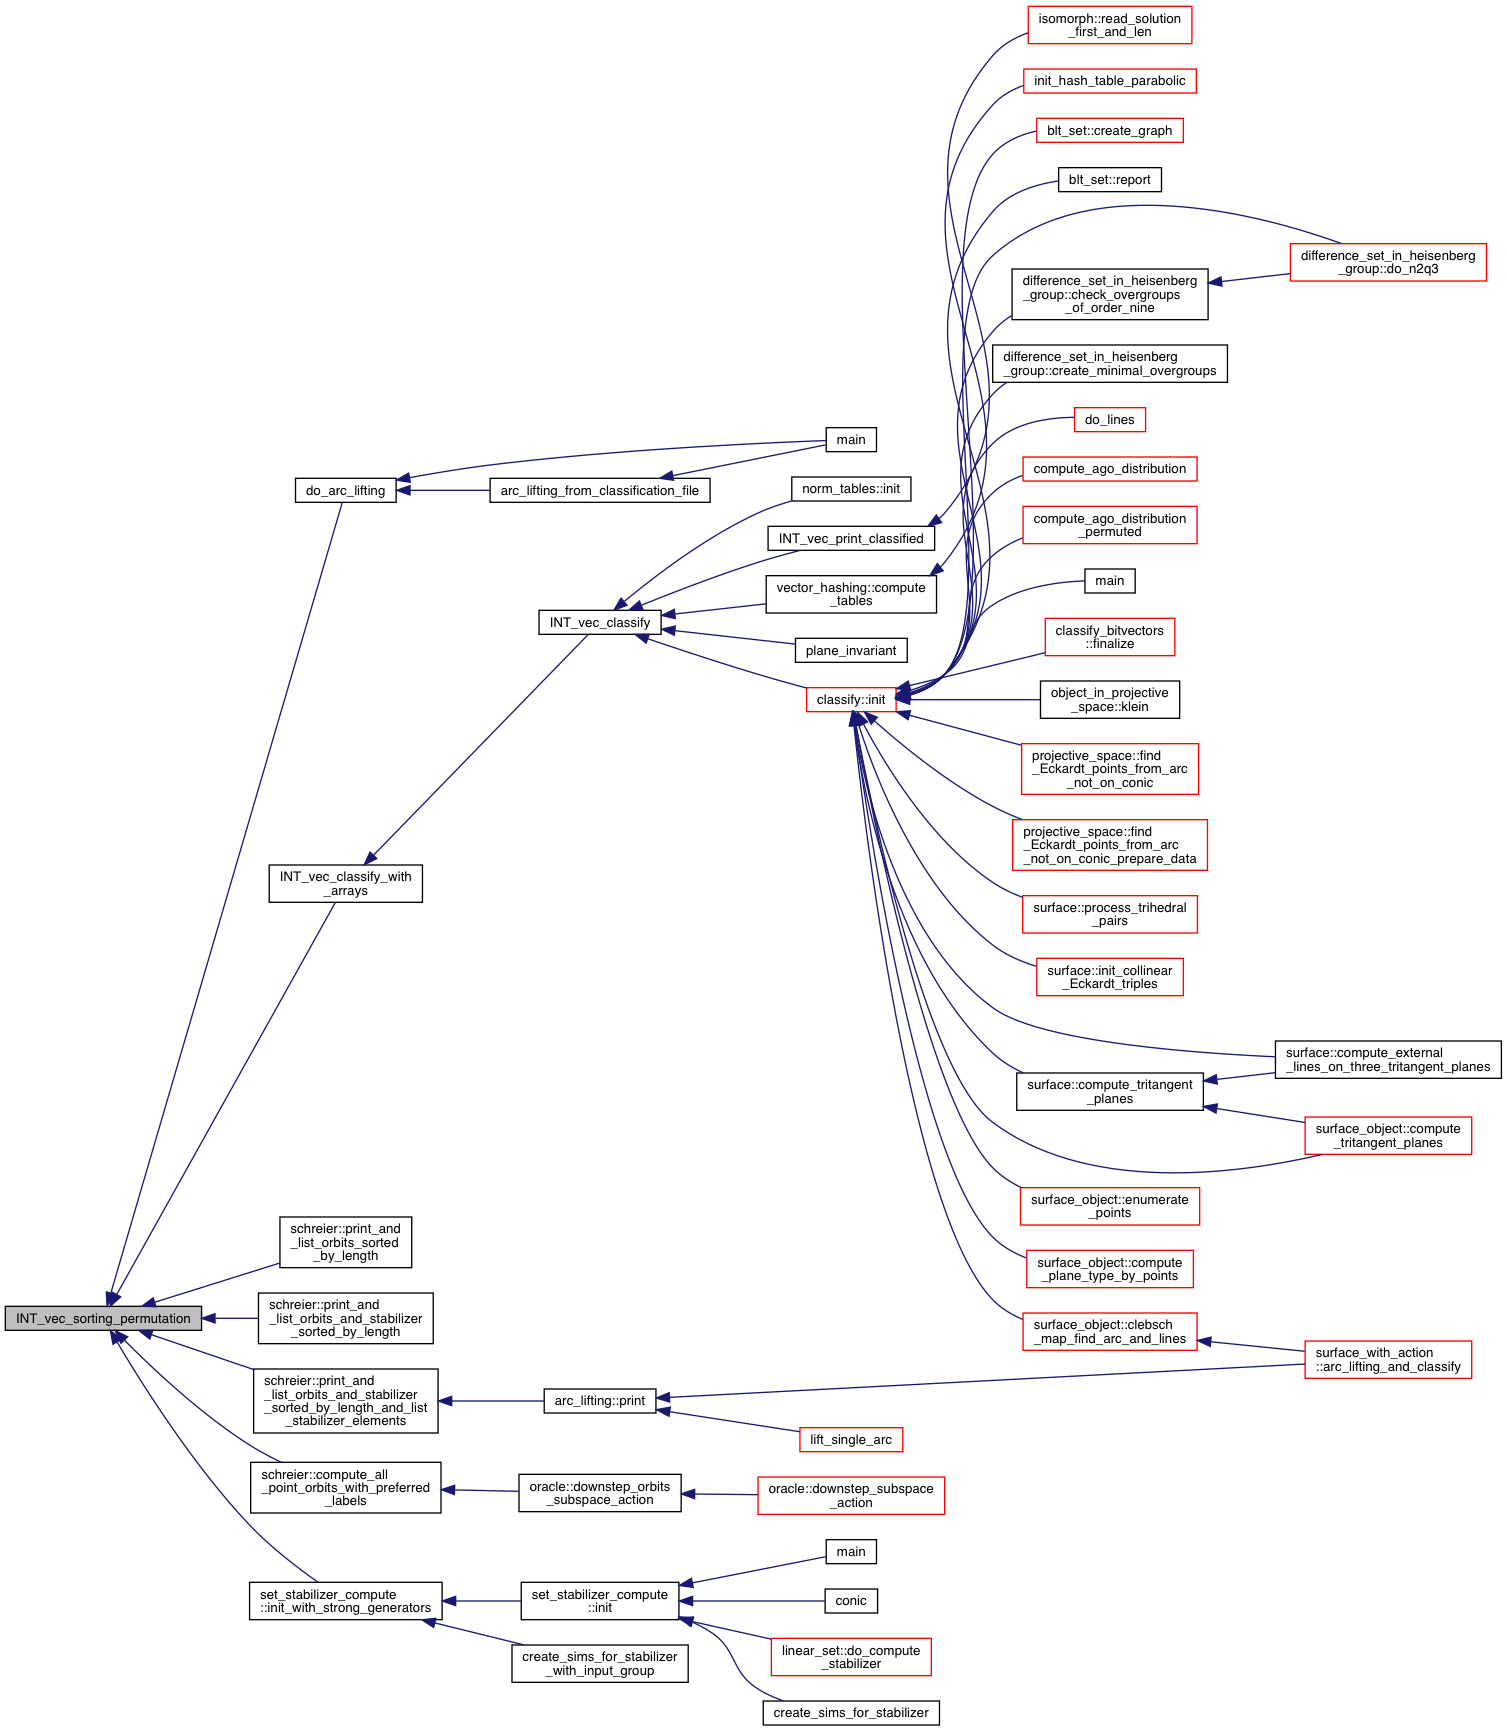 isomorph::read_solution
_first_and_len
init_hash_table_parabolic
blt_set::create_graph
blt_set::report
difference_set_in_heisenberg
_group::do_n2q3
difference_set_in_heisenberg
_group::check_overgroups
_of_order_nine
difference_set_in_heisenberg
_group::create_minimal_overgroups
do_lines
main
compute_ago_distribution
do_arc_lifting
arc_lifting_from_classification_file
norm_tables::init
compute_ago_distribution
_permuted
INT_vec_print_classified
main
vector_hashing::compute
_tables
INT_vec_classify
classify_bitvectors
::finalize
plane_invariant
classify::init
object_in_projective
_space::klein
projective_space::find
_Eckardt_points_from_arc
_not_on_conic
projective_space::find
_Eckardt_points_from_arc
_not_on_conic_prepare_data
INT_vec_classify_with
_arrays
surface::process_trihedral
_pairs
surface::init_collinear
_Eckardt_triples
surface::compute_external
_lines_on_three_tritangent_planes
surface::compute_tritangent
_planes
surface_object::compute
_tritangent_planes
surface_object::enumerate
_points
schreier::print_and
_list_orbits_sorted
_by_length
surface_object::compute
_plane_type_by_points
INT_vec_sorting_permutation
schreier::print_and
_list_orbits_and_stabilizer
_sorted_by_length
surface_object::clebsch
_map_find_arc_and_lines
surface_with_action
::arc_lifting_and_classify
schreier::print_and
_list_orbits_and_stabilizer
_sorted_by_length_and_list
_stabilizer_elements
arc_lifting::print
lift_single_arc
schreier::compute_all
_point_orbits_with_preferred
_labels
oracle::downstep_orbits
_subspace_action
oracle::downstep_subspace
_action
main
set_stabilizer_compute
::init_with_strong_generators
set_stabilizer_compute
::init
conic
create_sims_for_stabilizer
_with_input_group
linear_set::do_compute
_stabilizer
create_sims_for_stabilizer